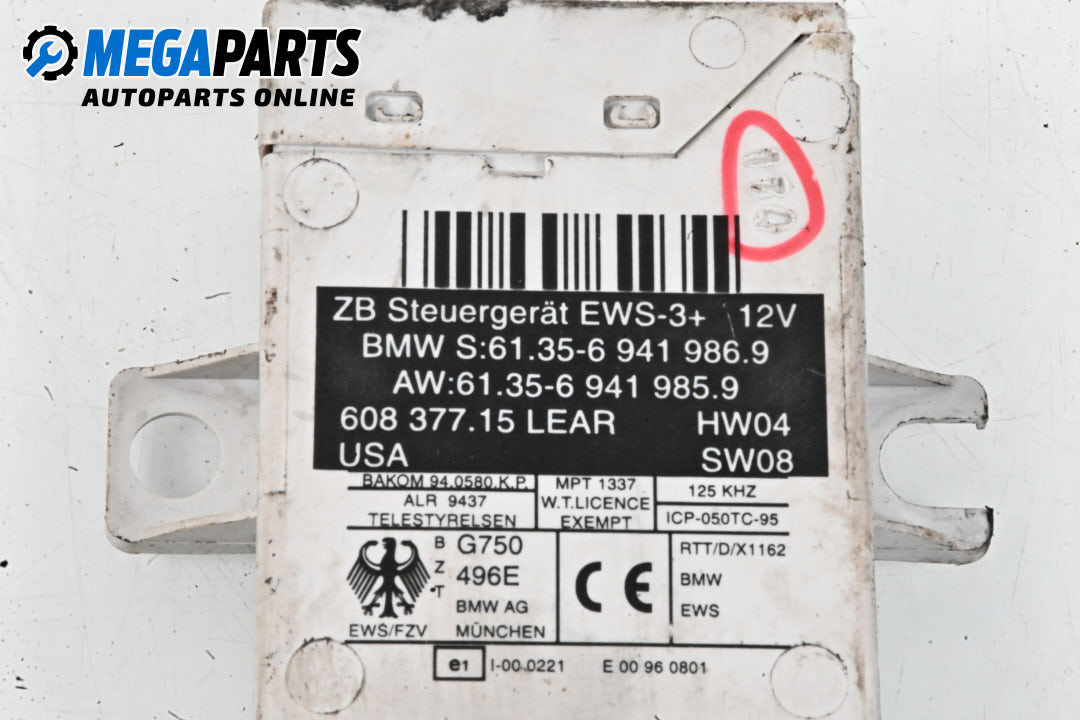 MEGAPARTS
AUTOPARTS ONLINE
170
ZB Steuergerät EWS-3+ 12V
BMW S:61.35-6 941 986.9
AW:61.35-6 941 985.9
608 377.15 LEAR HW04
USA SW08
BAKOM 94.0580.K.P.
ALR 9437
TELESTYRELSEN
MPT 1337
W.T.LICENCE
EXEMPT
125 KHZ
ICP-050TC-95
B
Z
T
G750
496E
BMW AG
MÜNCHEN
EWS/FZV
CE
RTT/D/X1162
BMW
EWS
e1 I-00 0221 E 00 96 0801